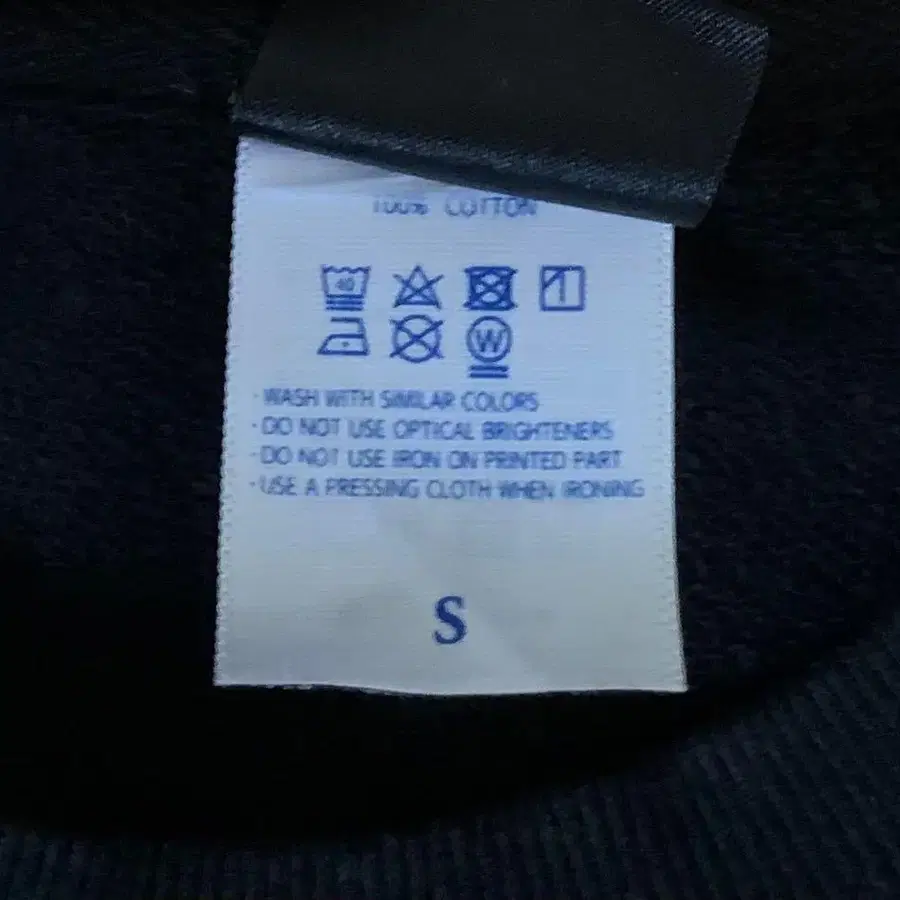 100% COTTON
40
W
· WASH WITH SIMILAR COLORS
· DO NOT USE OPTICAL BRIGHTENERS
· DO NOT USE IRON ON PRINTED PART
· USE A PRESSING CLOTH WHEN IRONING
S